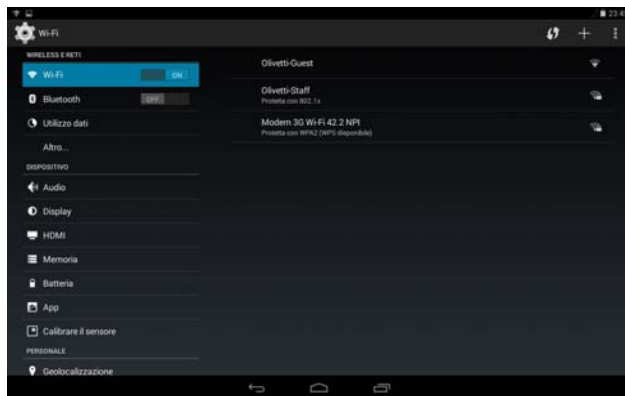 Wi-Fi
WIRELESS E RETI
Wi-Fi ON
Bluetooth OFF
Utilizzo dati
Altro...
DISPOSITIVO
Audio
Display
HDMI
Memoria
Batteria
App
Calibrare il sensore
PERSONALE
Geolocalizzazione
Olivetti-Guest
Olivetti-Staff
Protetta con 802.1x
Modem 3G Wi-Fi 42.2 NPI
Protetta con WPA2 (WPS disponibile)